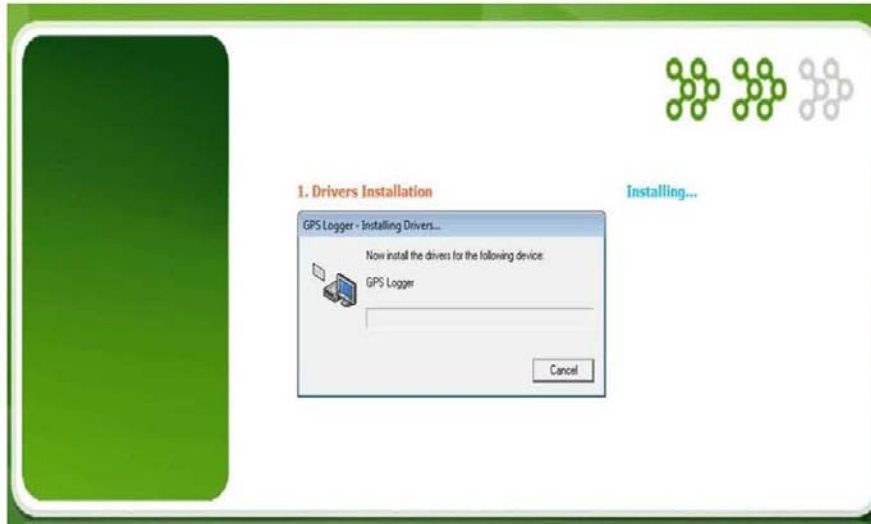 1. Drivers Installation
Installing...
GPS Logger - Installing Drivers...
Now install the drivers for the following device:
GPS Logger
Cancel